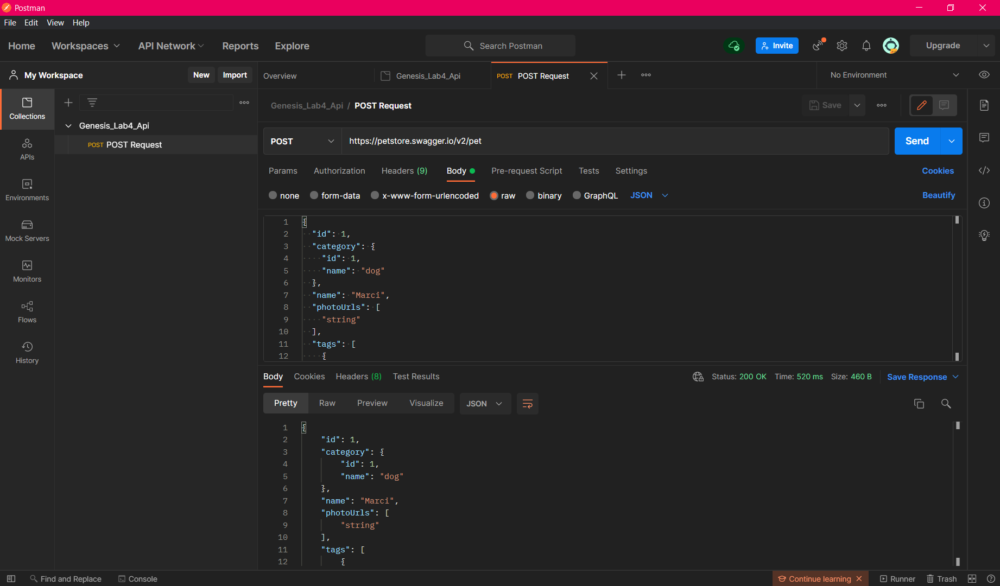 Postman
File Edit View Help
Home Workspaces API Network Reports Explore Search Postman Invite Upgrade
My Workspace New Import Overview Genesis_Lab4_Api POST POST Request No Environment
Collections
Genesis_Lab4_Api / POST Request Save
Genesis_Lab4_Api
POST POST Request
APIs
Environments
Mock Servers
Monitors
Flows
History
POST https://petstore.swagger.io/v2/pet Send
Params Authorization Headers (9) Body Pre-request Script Tests Settings Cookies
none form-data x-www-form-urlencoded raw binary GraphQL JSON Beautify
1 {
2 "id": 1,
3 "category": {
4 "id": 1,
5 "name": "dog"
6 },
7 "name": "Marci",
8 "photoUrls": [
9 "string"
10 ],
11 "tags": [
12 {
Body Cookies Headers (8) Test Results Status: 200 OK Time: 520 ms Size: 460 B Save Response
Pretty Raw Preview Visualize JSON
1 {
2 "id": 1,
3 "category": {
4 "id": 1,
5 "name": "dog"
6 },
7 "name": "Marci",
8 "photoUrls": [
9 "string"
10 ],
11 "tags": [
12 {
Find and Replace Console Continue learning Runner Trash